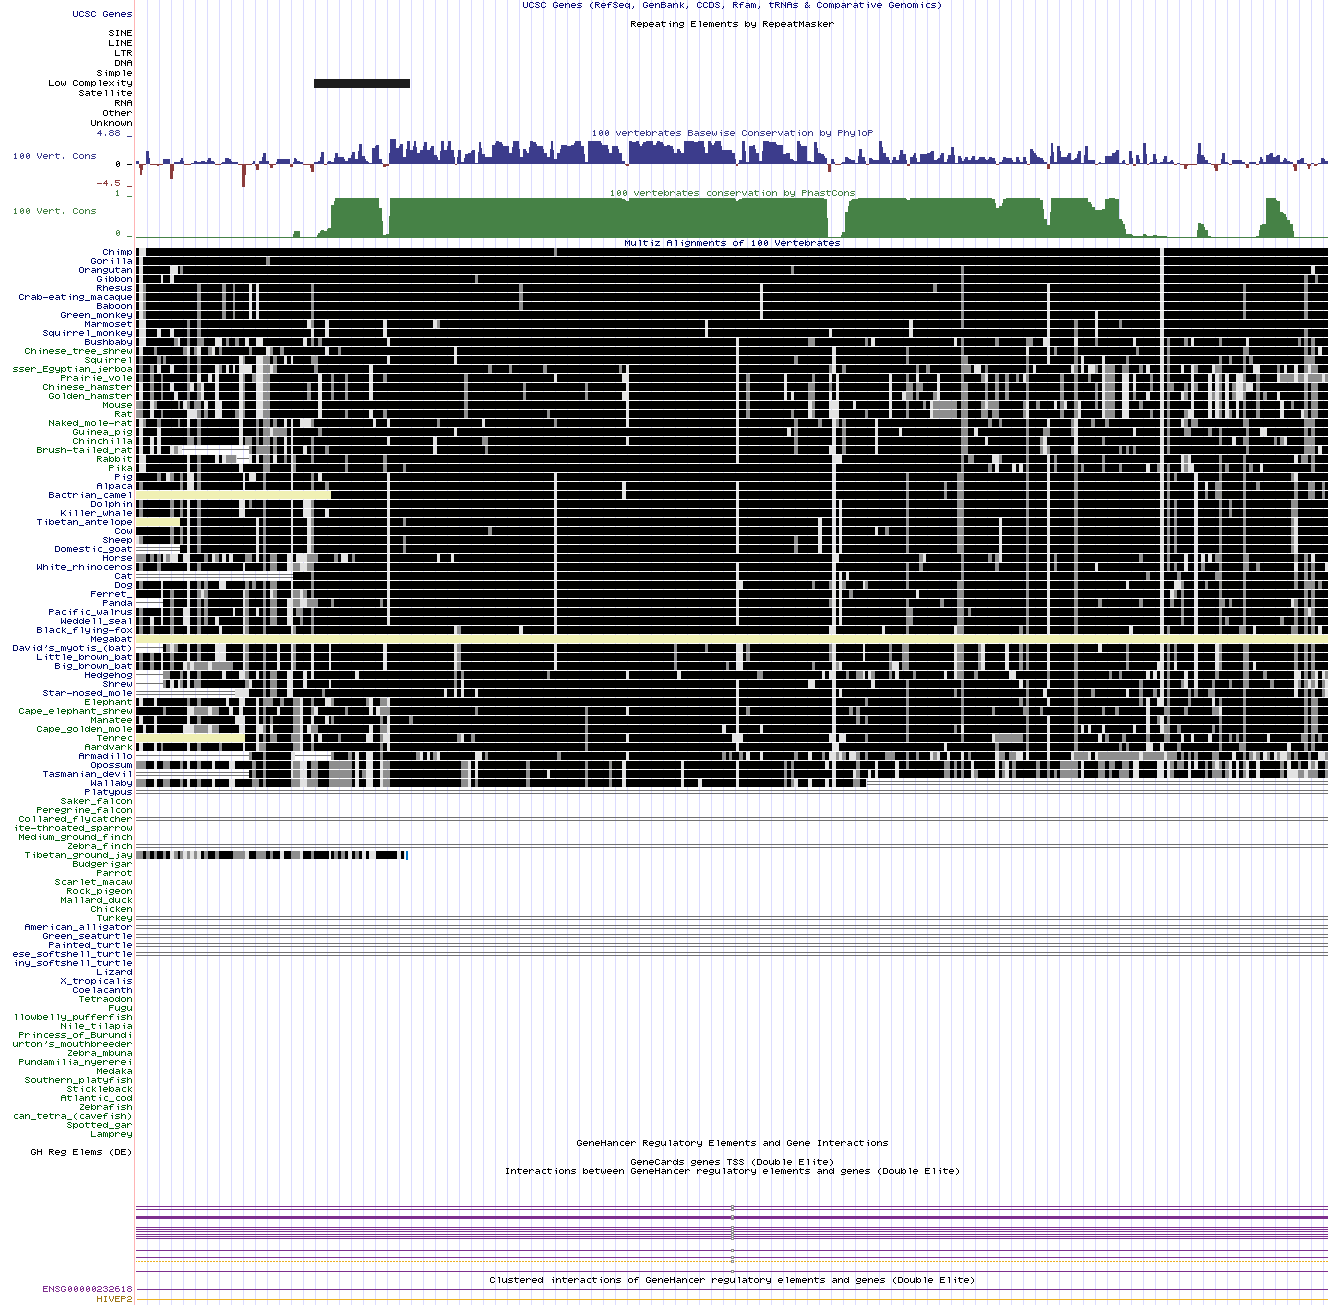 UCSC Genes (RefSeq, GenBank, CCDS, Rfam, tRNAs & Comparative Genomics)
UCSC Genes
Repeating Elements by RepeatMasker
SINE
LINE
LTR
DNA
Simple
Low Complexity
Satellite
RNA
Other
Unknown
4.88 _
100 vertebrates Basewise Conservation by PhyloP
100 Vert. Cons
0 _
-4.5 _
1 _
100 vertebrates conservation by PhastCons
100 Vert. Cons
0 _
Multiz Alignments of 100 Vertebrates
Chimp
Gorilla
Orangutan
Gibbon
Rhesus
Crab-eating_macaque
Baboon
Green_monkey
Marmoset
Squirrel_monkey
Bushbaby
Chinese_tree_shrew
Squirrel
sser_Egyptian_jerboa
Prairie_vole
Chinese_hamster
Golden_hamster
Mouse
Rat
Naked_mole-rat
Guinea_pig
Chinchilla
Brush-tailed_rat
Rabbit
Pika
Pig
Alpaca
Bactrian_camel
Dolphin
Killer_whale
Tibetan_antelope
Cow
Sheep
Domestic_goat
Horse
White_rhinoceros
Cat
Dog
Ferret_
Panda
Pacific_walrus
Weddell_seal
Black_flying-fox
Megabat
David's_myotis_(bat)
Little_brown_bat
Big_brown_bat
Hedgehog
Shrew
Star-nosed_mole
Elephant
Cape_elephant_shrew
Manatee
Cape_golden_mole
Tenrec
Aardvark
Armadillo
Opossum
Tasmanian_devil
Wallaby
Platypus
Saker_falcon
Peregrine_falcon
Collared_flycatcher
ite-throated_sparrow
Medium_ground_finch
Zebra_finch
Tibetan_ground_jay
Budgerigar
Parrot
Scarlet_macaw
Rock_pigeon
Mallard_duck
Chicken
Turkey
American_alligator
Green_seaturtle
Painted_turtle
ese_softshell_turtle
iny_softshell_turtle
Lizard
X_tropicalis
Coelacanth
Tetraodon
Fugu
llowbelly_pufferfish
Nile_tilapia
Princess_of_Burundi
urton's_mouthbreeder
Zebra_mbuna
Pundamilia_nyererei
Medaka
Southern_platyfish
Stickleback
Atlantic_cod
Zebrafish
can_tetra_(cavefish)
Spotted_gar
Lamprey
GeneHancer Regulatory Elements and Gene Interactions
GH Reg Elems (DE)
GeneCards genes TSS (Double Elite)
Interactions between GeneHancer regulatory elements and genes (Double Elite)
Clustered interactions of GeneHancer regulatory elements and genes (Double Elite)
ENSG00000232618
HIVEP2